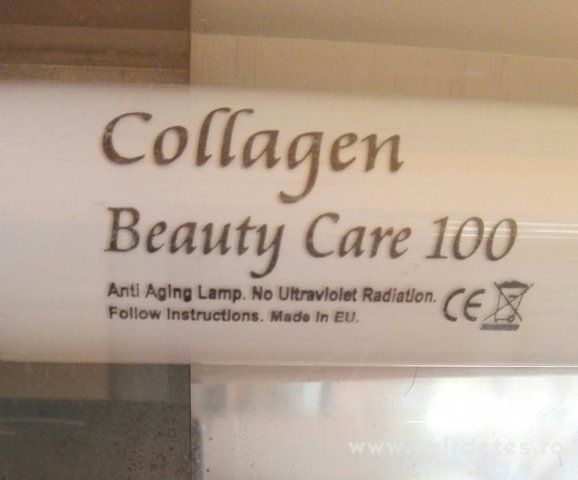 Collagen
Beauty Care 100
Anti Aging Lamp. No Ultraviolet Radiation.
Follow Instructions. Made In EU.
CE